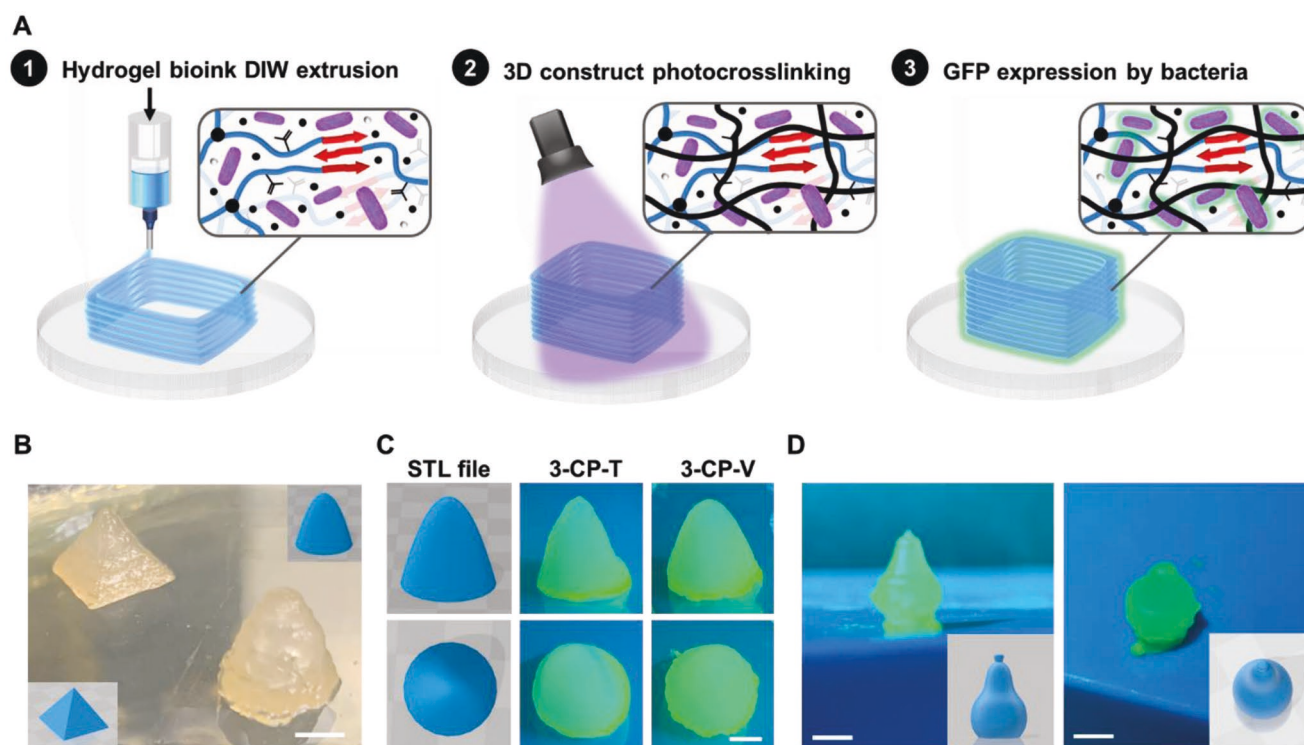 A
1 Hydrogel bioink DIW extrusion
2 3D construct photocrosslinking
3 GFP expression by bacteria
B
C
STL file 3-CP-T 3-CP-V
D